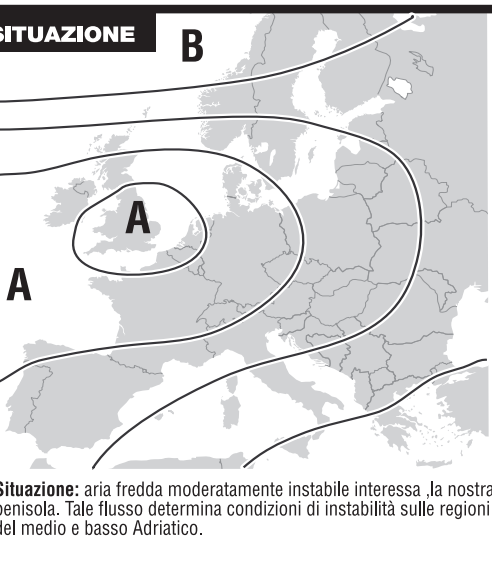 SITUAZIONE
B
A
A
Situazione: aria fredda moderatamente instabile interessa ,la nostra
penisola. Tale flusso determina condizioni di instabilità sulle regioni
del medio e basso Adriatico.